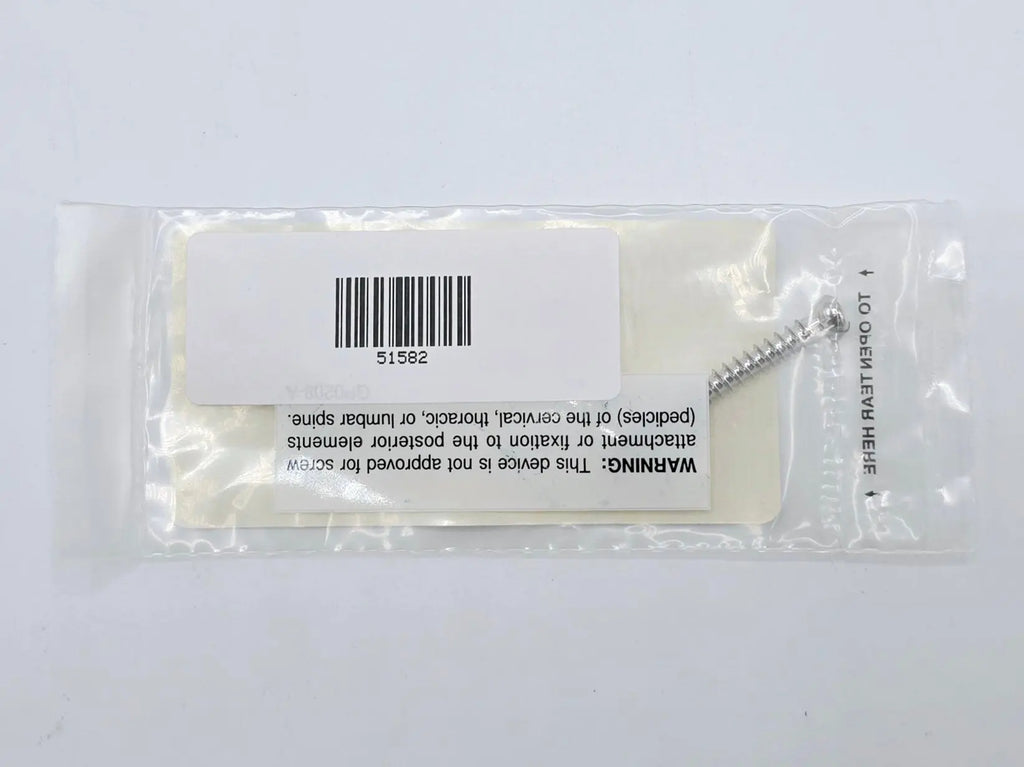 51582
GP0208-A
WARNING: This device is not approved for screw
attachment or fixation to the posterior elements
(pedicles) of the cervical, thoracic, or lumbar spine.
TO OPEN TEAR HERE